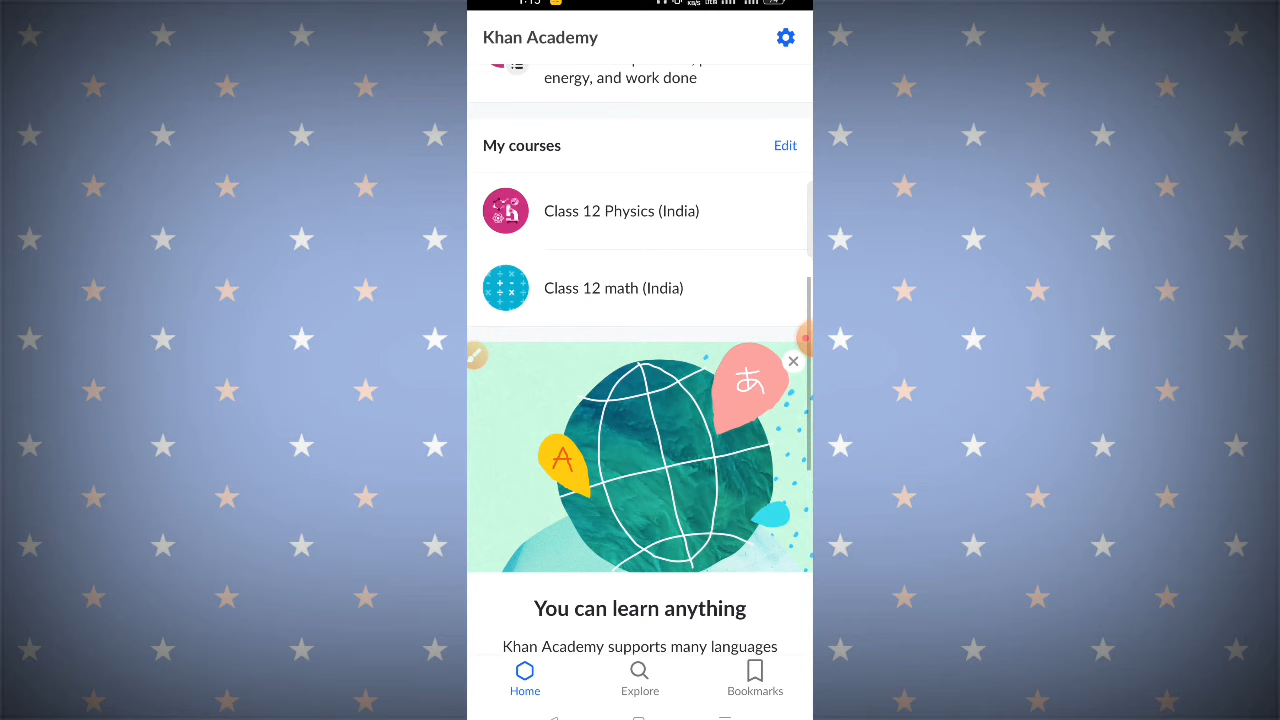 Khan Academy
energy, and work done
My courses
Edit
Class 12 Physics (India)
Class 12 math (India)
あ
A
You can learn anything
Khan Academy supports many languages
Home
Explore
Bookmarks